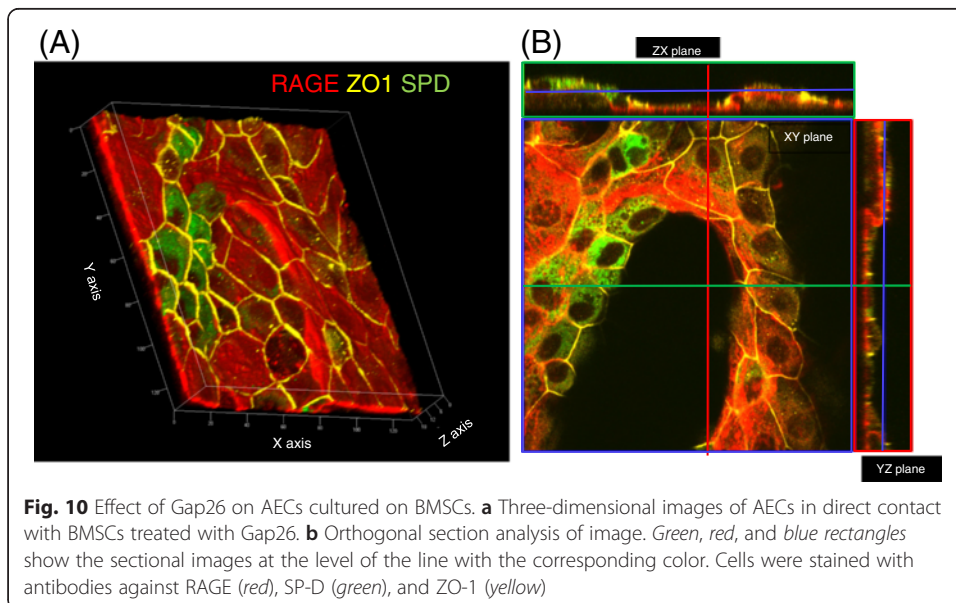 (A)
RAGE ZO1 SPD
Y axis
X axis
Z axis
(B)
ZX plane
XY plane
YZ plane
Fig. 10 Effect of Gap26 on AECs cultured on BMSCs. a Three-dimensional images of AECs in direct contact
with BMSCs treated with Gap26. b Orthogonal section analysis of image. Green, red, and blue rectangles
show the sectional images at the level of the line with the corresponding color. Cells were stained with
antibodies against RAGE (red), SP-D (green), and ZO-1 (yellow)